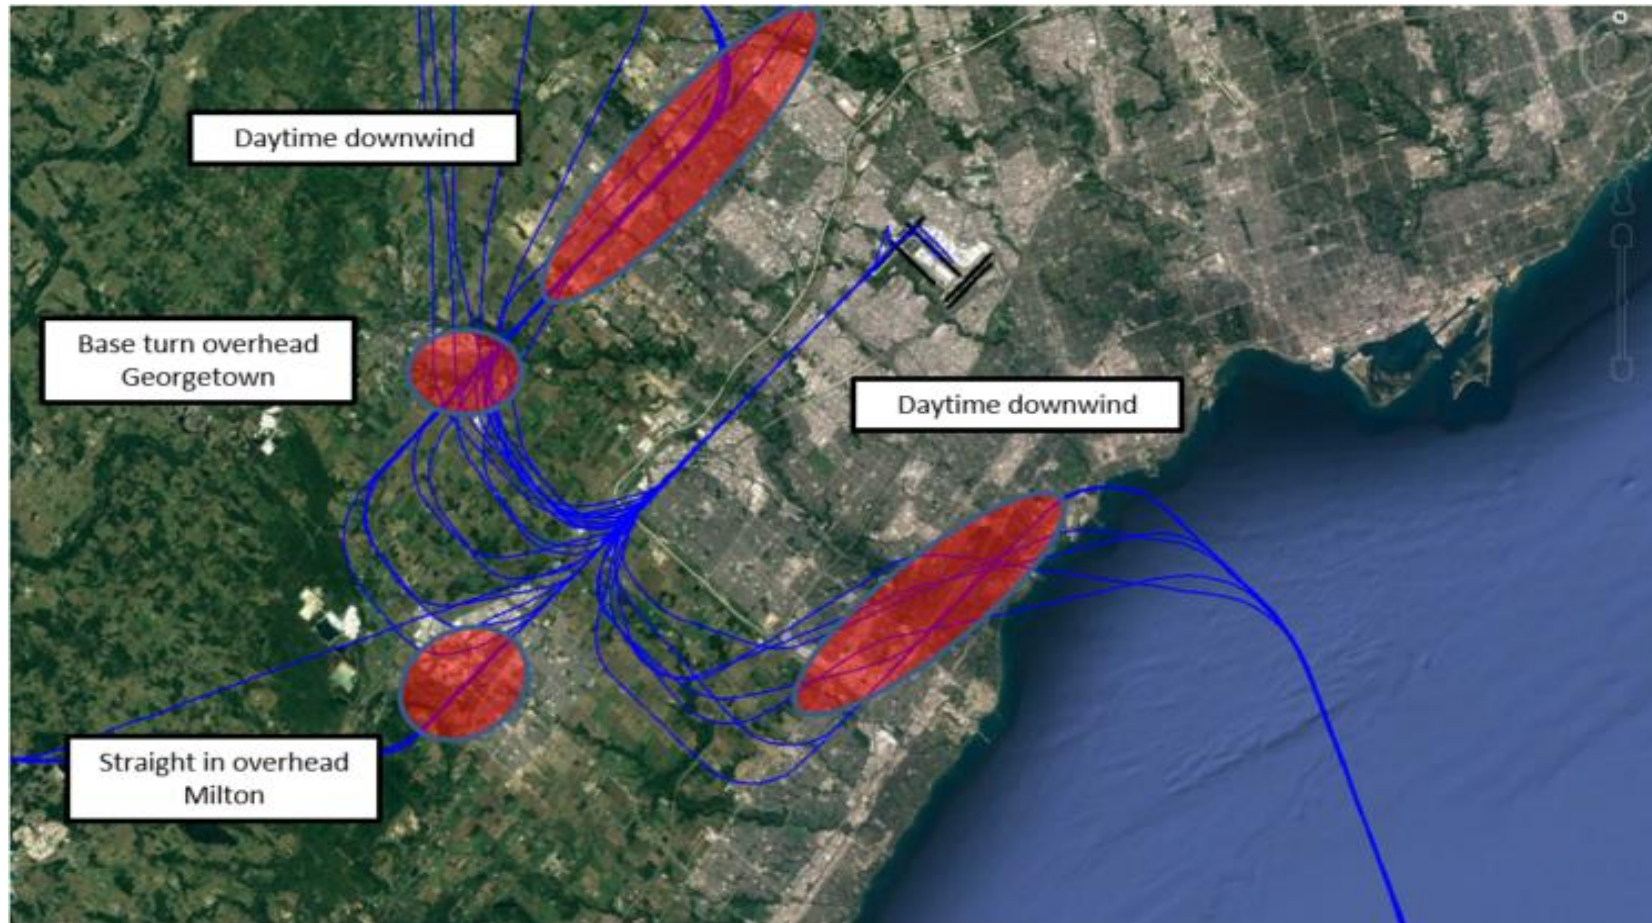 Daytime downwind
Base turn overhead
Georgetown
Daytime downwind
Straight in overhead
Milton